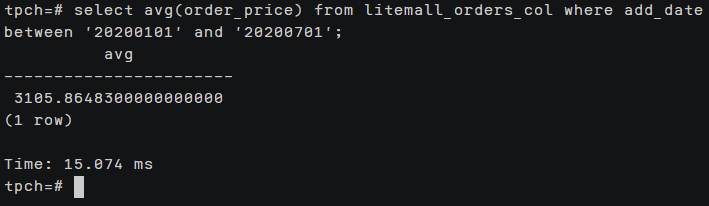 tpch=# select avg(order_price) from litemall_orders_col where add_date
between '20200101' and '20200701';
avg
-----------------------
3105.8648300000000000
(1 row)
Time: 15.074 ms
tpch=#